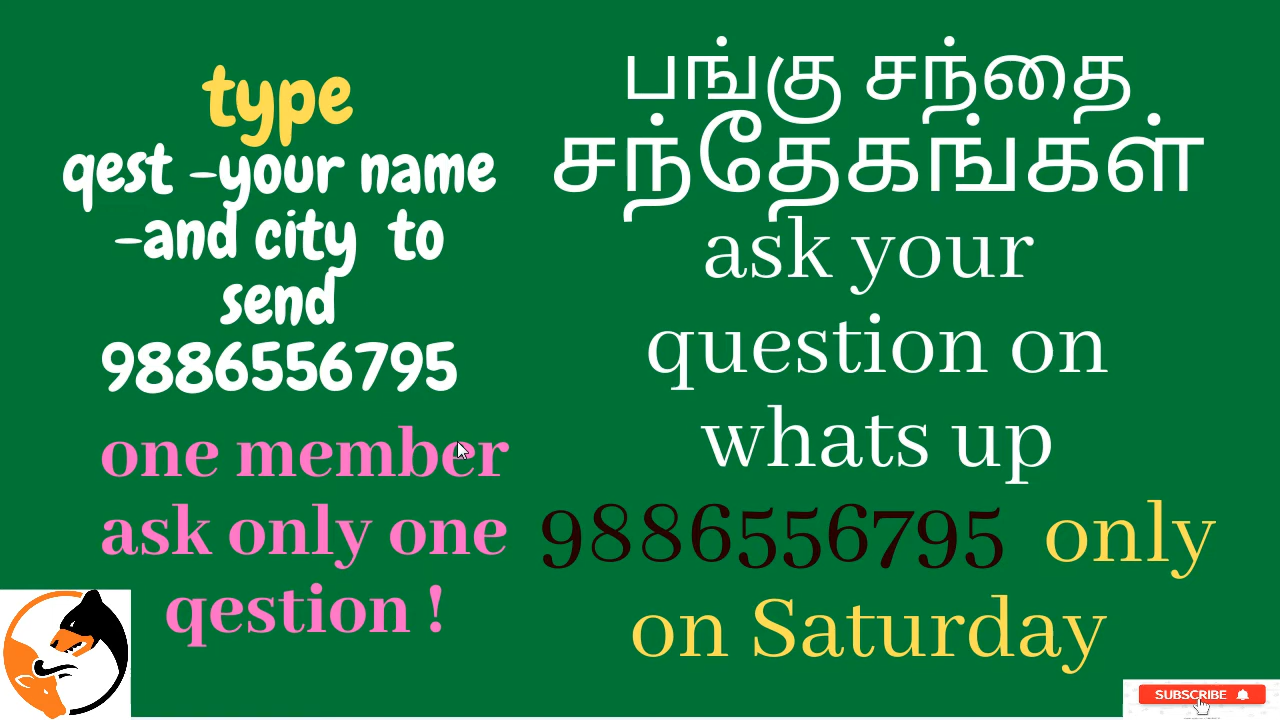 type
qest -your name
-and city to
send
9886556795
one member
ask only one
qestion !
பங்கு சந்தை
சந்தேகங்கள்
ask your
question on
whats up
9886556795 only
on Saturday
SUBSCRIBE